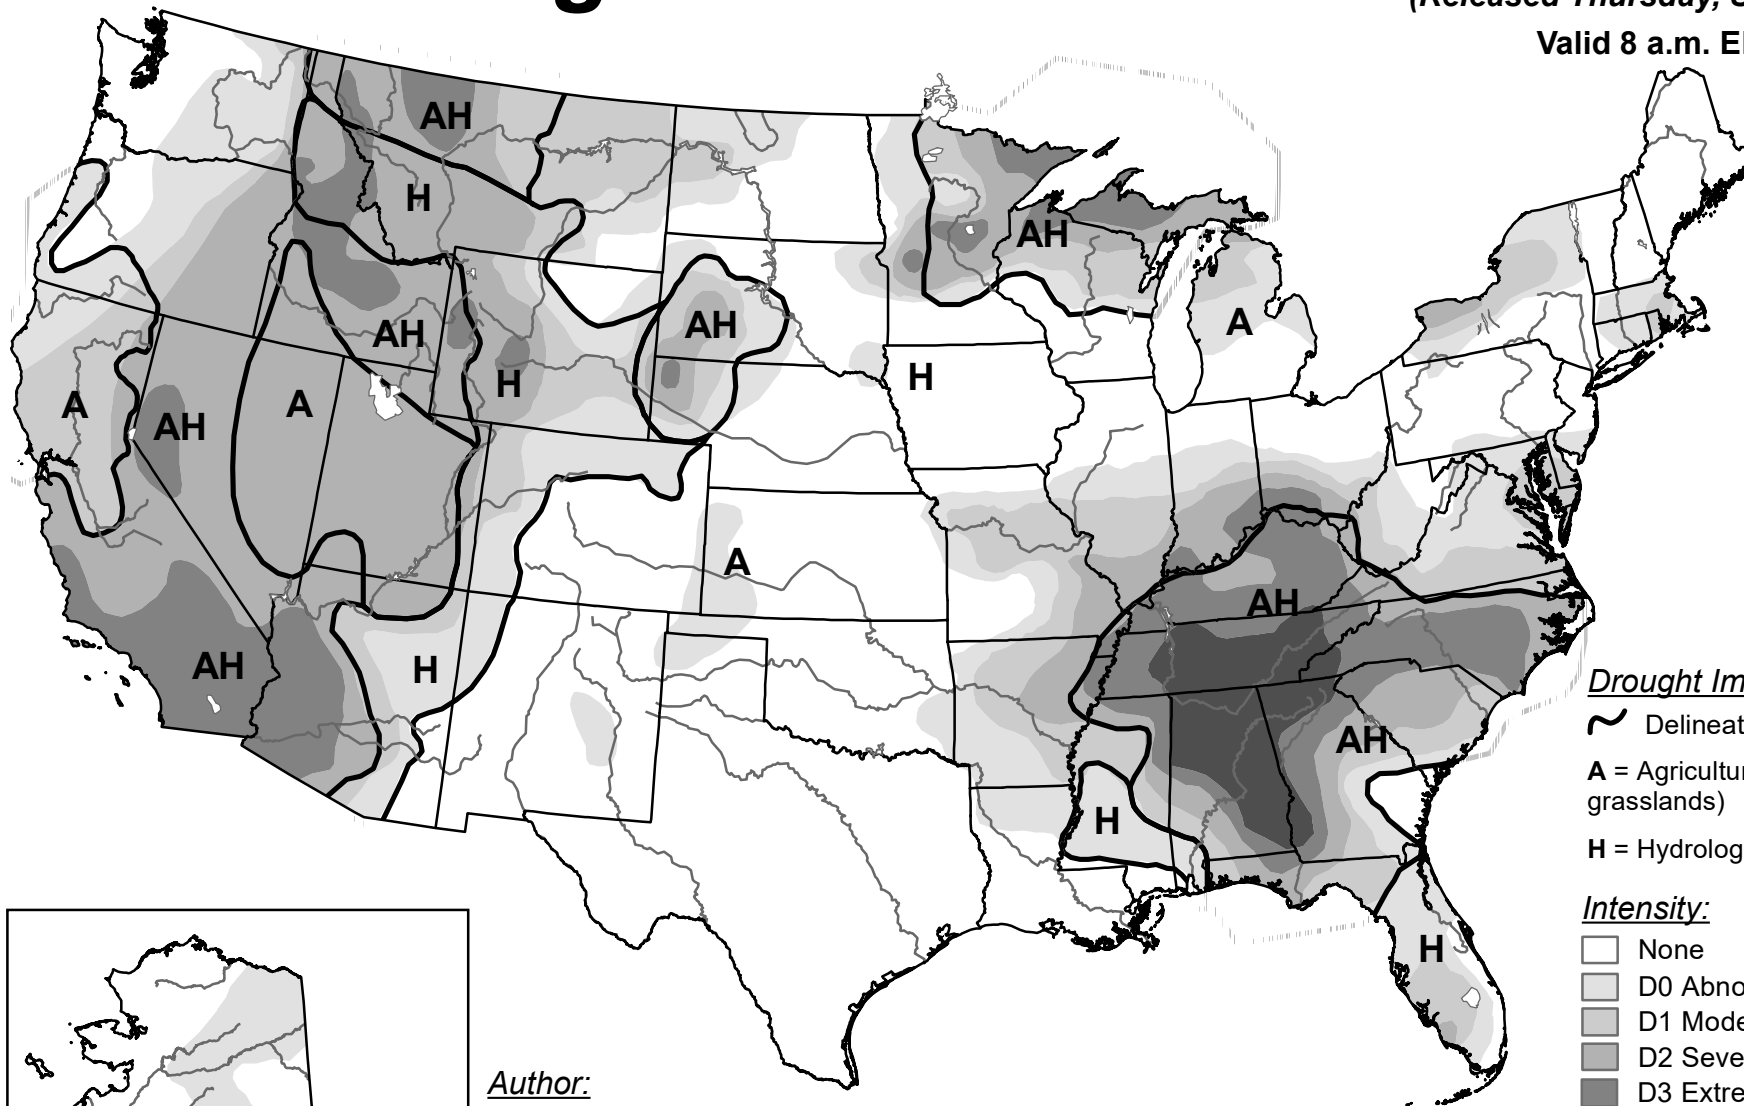 g
(Released Thursday, S
Valid 8 a.m. E
AH
H
AH
AH
AH
A
H
H
A
AH
A
A
AH
AH
H
AH
H
H
Drought Im
Delineat
A = Agricultur
grasslands)
H = Hydrolog
Intensity:
None
D0 Abno
D1 Mode
D2 Seve
D3 Extre
Author: